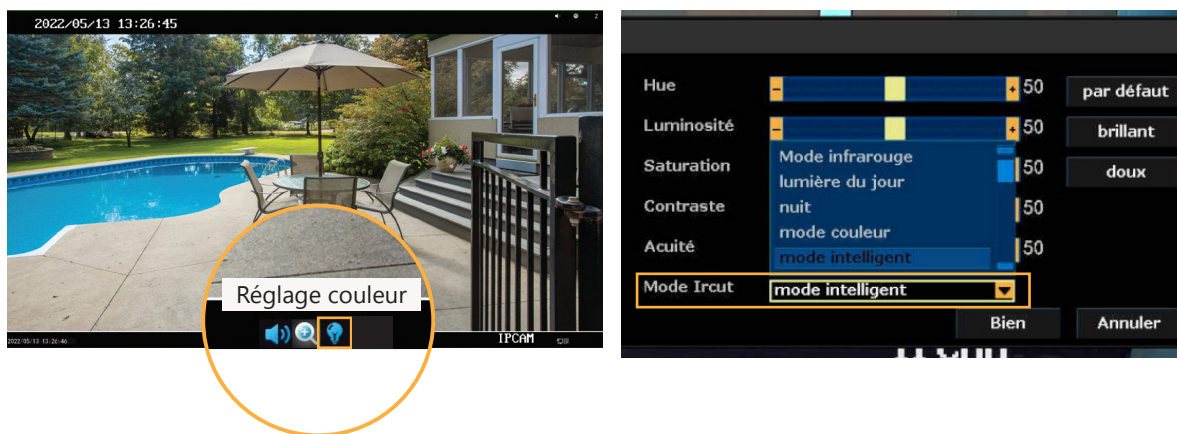 2022/05/13 13:26:45
2
Réglage couleur
2022/05/13 13:26:46
IPCAM
Hue
50
par défaut
Luminosité
50
brillant
Saturation
50
doux
Contraste
50
Acuité
50
Mode infrarouge
lumière du jour
nuit
mode couleur
mode intelligent
Mode Ircut
mode intelligent
Bien
Annuler